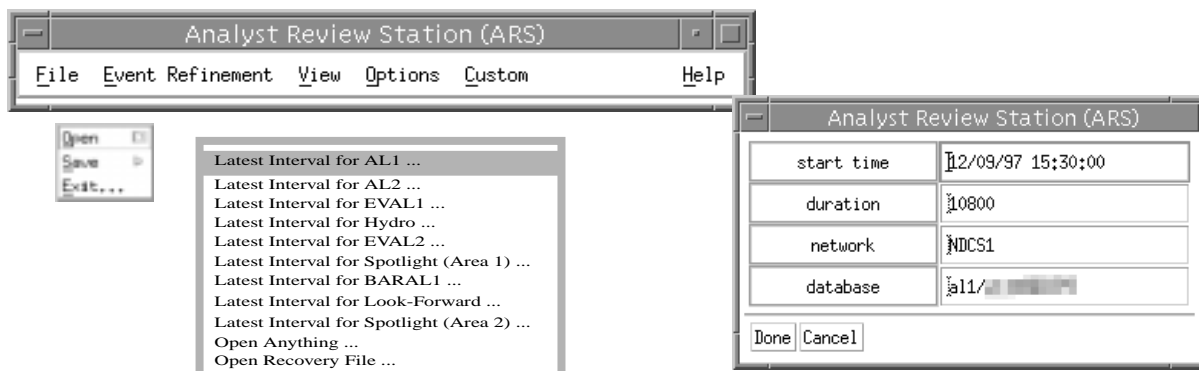 Analyst Review Station (ARS)
File Event Refinement View Options Custom Help
Open
Save
Exit...
Latest Interval for AL1 ...
Latest Interval for AL2 ...
Latest Interval for EVAL1 ...
Latest Interval for Hydro ...
Latest Interval for EVAL2 ...
Latest Interval for Spotlight (Area 1) ...
Latest Interval for BARAL1 ...
Latest Interval for Look-Forward ...
Latest Interval for Spotlight (Area 2) ...
Open Anything ...
Open Recovery File ...
Analyst Review Station (ARS)
start time 12/09/97 15:30:00
duration 10800
network NDCS1
database al1/
Done Cancel